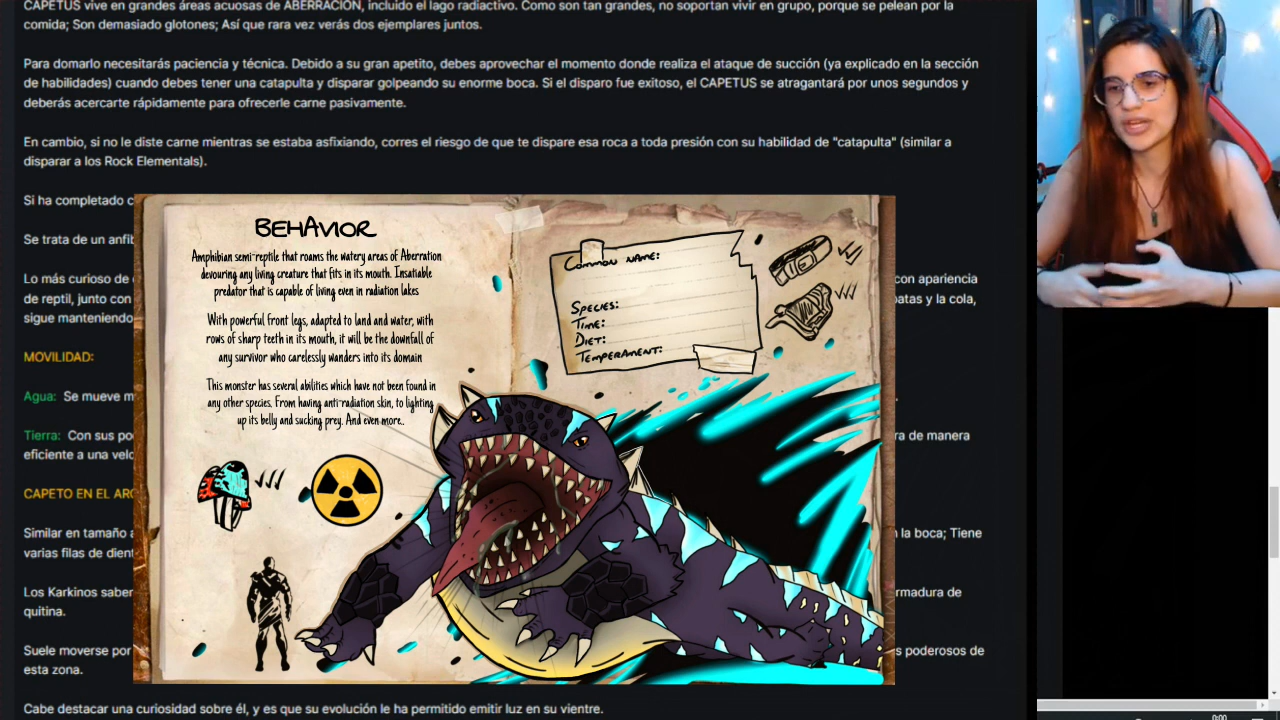 CAPETUS vive en grandes áreas acuosas de ABERRACIÓN, incluido el lago radiactivo. Como son tan grandes, no soportan vivir en grupo, porque se pelean por la
comida; Son demasiado glotones; Así que rara vez verás dos ejemplares juntos.
Para domarlo necesitarás paciencia y técnica. Debido a su gran apetito, debes aprovechar el momento donde realiza el ataque de succión (ya explicado en la sección
de habilidades) cuando debes tener una catapulta y disparar golpeando su enorme boca. Si el disparo fue exitoso, el CAPETUS se atragantará por unos segundos y
deberás acercarte rápidamente para ofrecerle carne pasivamente.
En cambio, si no le diste carne mientras se estaba asfixiando, corres el riesgo de que te dispare esa roca a toda presión con su habilidad de "catapulta" (similar a
disparar a los Rock Elementals).
Si ha completado
Se trata de un
Lo más curioso de con apariencia
de reptil, junto con patas y la cola,
sigue manteniendo
MOVILIDAD:
Agua: Se mueve
Tierra: Con sus de manera
eficiente a una
CAPETO EN EL
Similar en tamaño la boca; Tiene
varias filas de
Los Karkinos de
quitina.
Suele moverse por poderosos de
esta zona.
Cabe destacar una curiosidad sobre él, y es que su evolución le ha permitido emitir luz en su vientre.
BEHAVIOR
Amphibian semi-reptile that roams the watery areas of Aberration
devouring any living creature that fits in its mouth. Insatiable
predator that is capable of living even in radiation lakes
With powerful front legs, adapted to land and water, with
rows of sharp teeth in its mouth, it will be the downfall of
any survivor who carelessly wanders into its domain
This monster has several abilities which have not been found in
any other species. From having anti-radiation skin, to lighting
up its belly and sucking prey. And even more..
COMMON NAME:
SPECIES:
TIME:
DIET:
TEMPERAMENT:
0:00